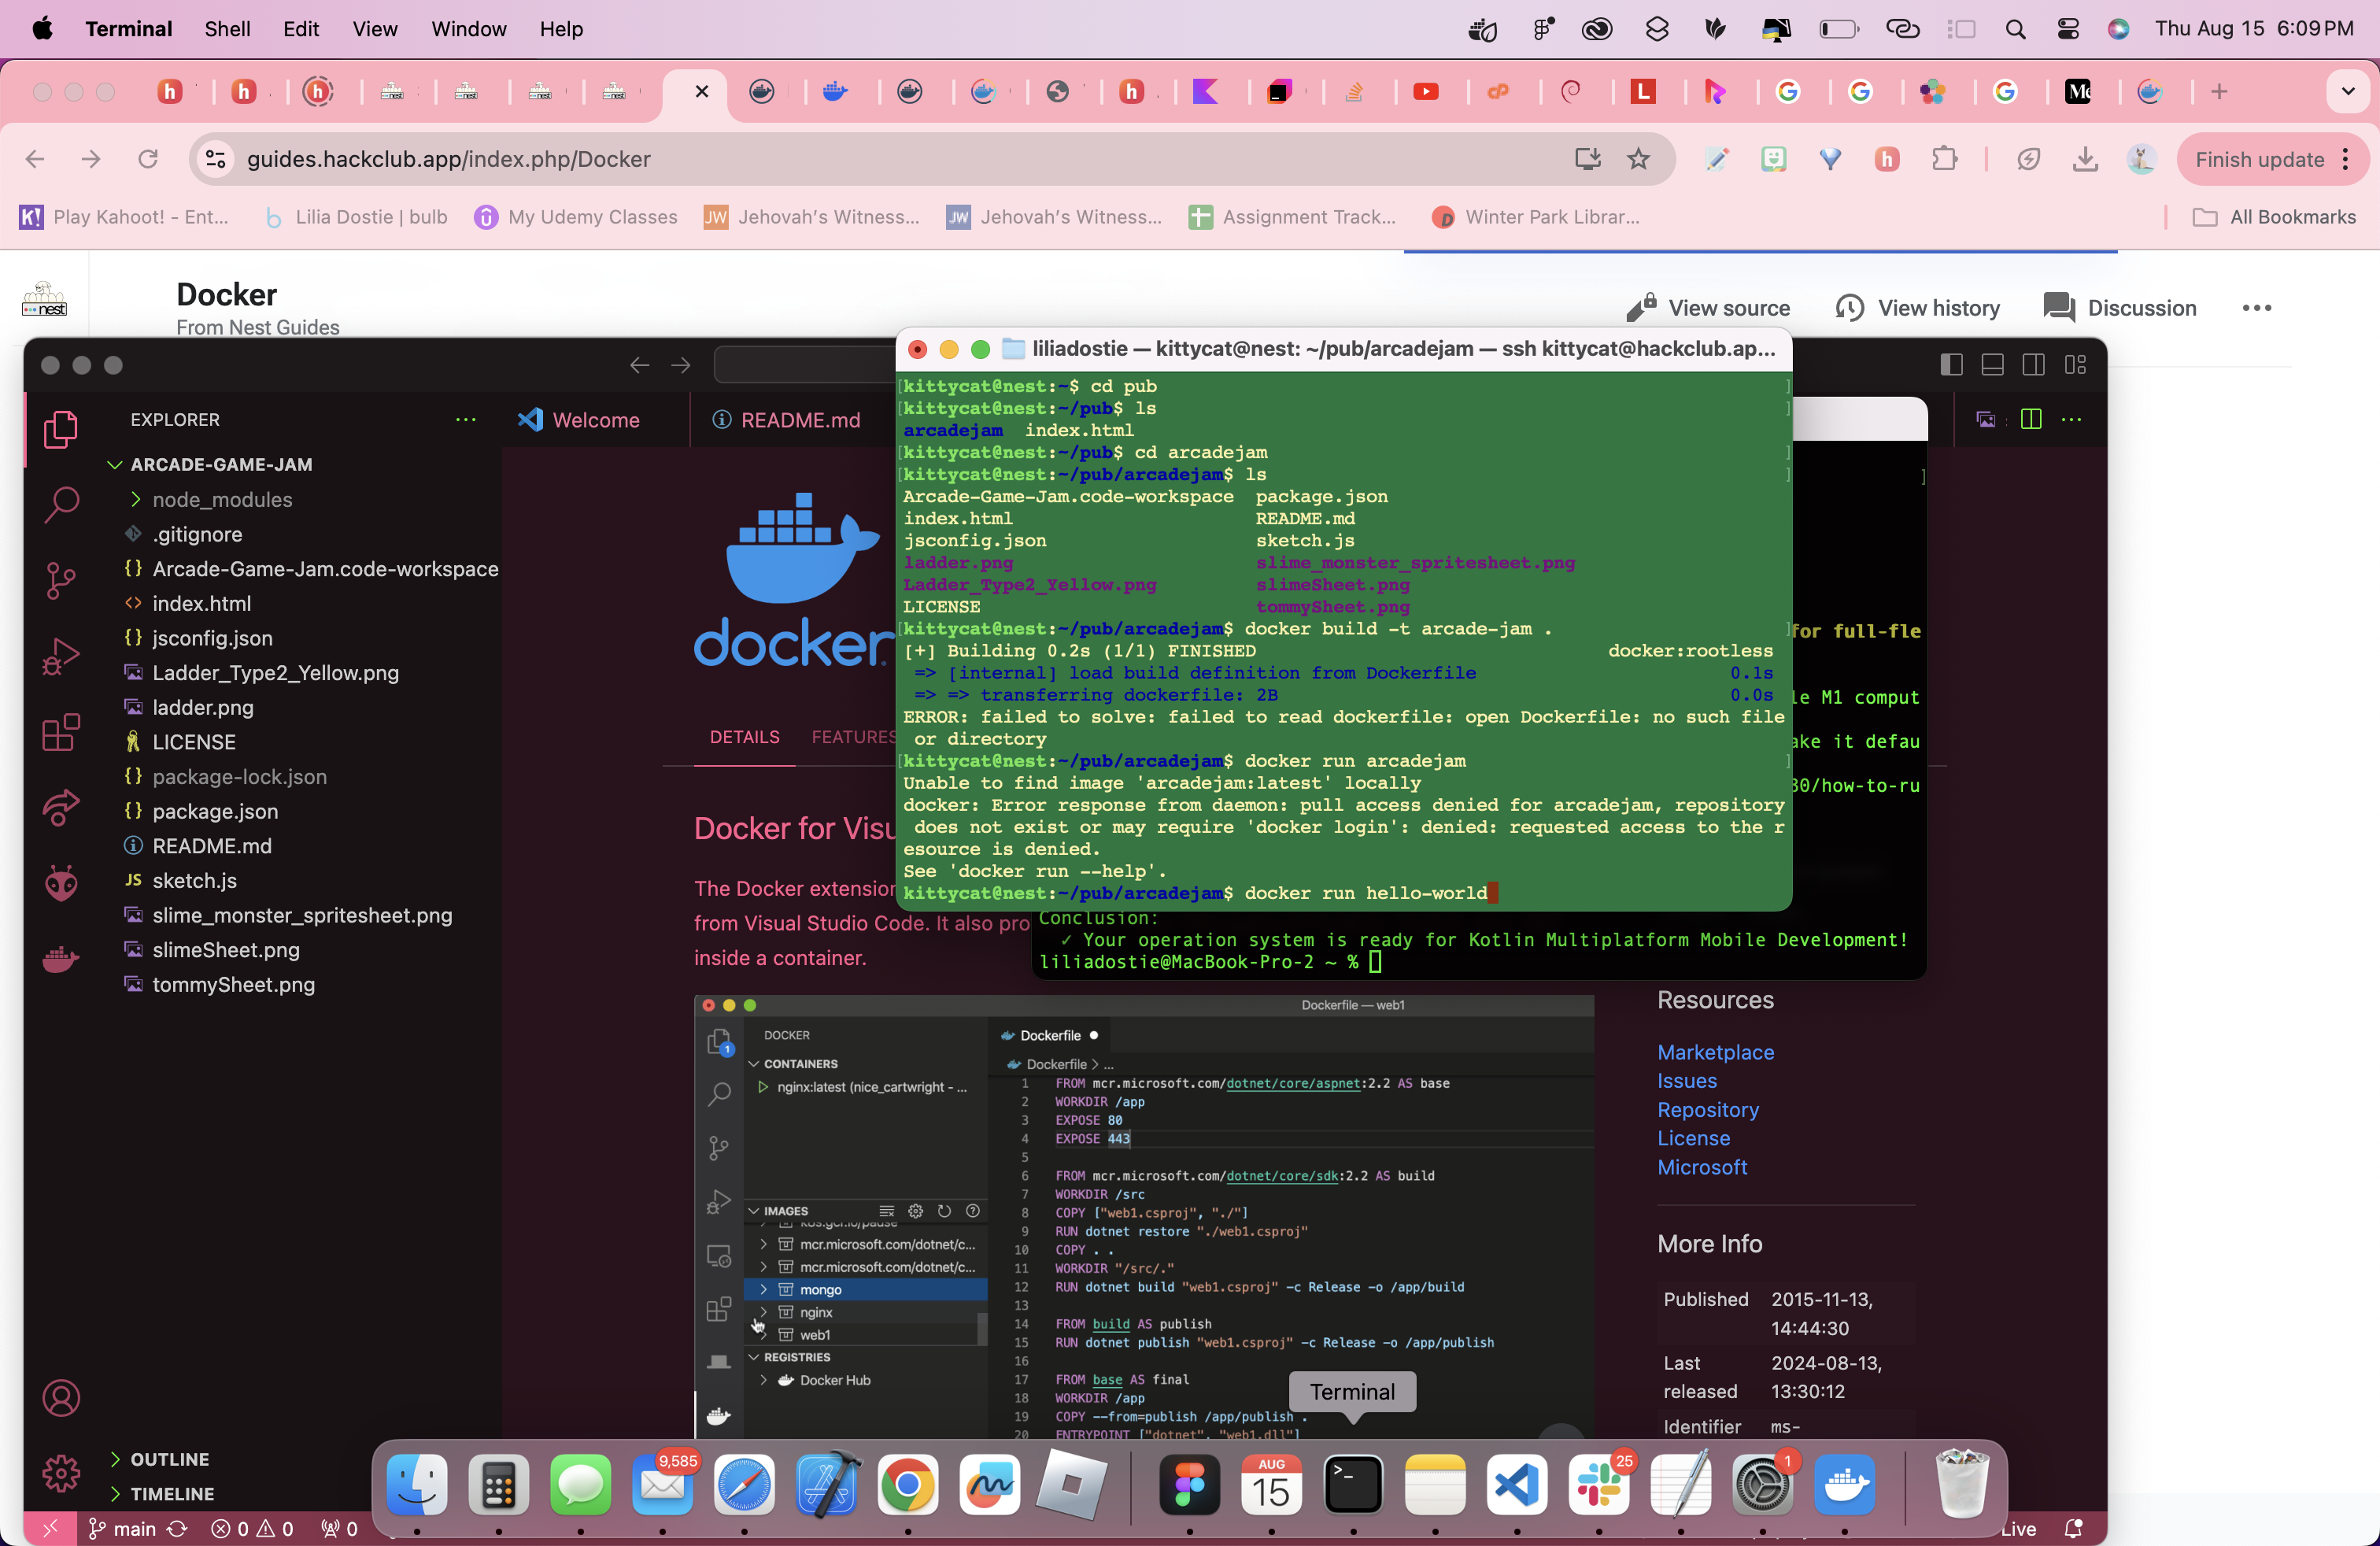 Terminal Shell Edit View Window Help Thu Aug 15 6:09 PM
guides.hackclub.app/index.php/Docker Finish update
Play Kahoot! - Ent... Lilia Dostie | bulb My Udemy Classes Jehovah's Witness... Jehovah's Witness... Assignment Track... Winter Park Librar... All Bookmarks
Docker
From Nest Guides
View source View history Discussion
EXPLORER
Welcome README.md
ARCADE-GAME-JAM
node_modules
.gitignore
Arcade-Game-Jam.code-workspace
index.html
jsconfig.json
Ladder_Type2_Yellow.png
ladder.png
LICENSE
package-lock.json
package.json
README.md
sketch.js
slime_monster_spritesheet.png
slimeSheet.png
tommySheet.png
OUTLINE
TIMELINE
main 0 0 0
docker
DETAILS FEATURES
Docker for Visu
The Docker extension
from Visual Studio Code. It also pro
inside a container.
liliadostie — kittycat@nest: ~/pub/arcadejam — ssh kittycat@hackclub.ap...
kittycat@nest:~$ cd pub
kittycat@nest:~/pub$ ls
arcadejam index.html
kittycat@nest:~/pub$ cd arcadejam
kittycat@nest:~/pub/arcadejam$ ls
Arcade-Game-Jam.code-workspace package.json
index.html README.md
jsconfig.json sketch.js
ladder.png slime_monster_spritesheet.png
Ladder_Type2_Yellow.png slimeSheet.png
LICENSE tommySheet.png
kittycat@nest:~/pub/arcadejam$ docker build -t arcade-jam .
[+] Building 0.2s (1/1) FINISHED docker:rootless
=> [internal] load build definition from Dockerfile 0.1s
=> => transferring dockerfile: 2B 0.0s
ERROR: failed to solve: failed to read dockerfile: open Dockerfile: no such file
or directory
kittycat@nest:~/pub/arcadejam$ docker run arcadejam
Unable to find image 'arcadejam:latest' locally
docker: Error response from daemon: pull access denied for arcadejam, repository
does not exist or may require 'docker login': denied: requested access to the r
esource is denied.
See 'docker run --help'.
kittycat@nest:~/pub/arcadejam$ docker run hello-world
for full-fle
le M1 comput
ake it defau
30/how-to-ru
Conclusion:
✓ Your operation system is ready for Kotlin Multiplatform Mobile Development!
liliadostie@MacBook-Pro-2 ~ %
Dockerfile — web1
DOCKER
CONTAINERS
nginx:latest (nice_cartwright - ...
IMAGES
k8s.gcr.io/pause
mcr.microsoft.com/dotnet/c...
mcr.microsoft.com/dotnet/c...
mongo
nginx
web1
REGISTRIES
Docker Hub
Dockerfile
Dockerfile > ...
1 FROM mcr.microsoft.com/dotnet/core/aspnet:2.2 AS base
2 WORKDIR /app
3 EXPOSE 80
4 EXPOSE 443
5
6 FROM mcr.microsoft.com/dotnet/core/sdk:2.2 AS build
7 WORKDIR /src
8 COPY ["web1.csproj", "./"]
9 RUN dotnet restore "./web1.csproj"
10 COPY . .
11 WORKDIR "/src/."
12 RUN dotnet build "web1.csproj" -c Release -o /app/build
13
14 FROM build AS publish
15 RUN dotnet publish "web1.csproj" -c Release -o /app/publish
16
17 FROM base AS final
18 WORKDIR /app
19 COPY --from=publish /app/publish .
20 ENTRYPOINT ["dotnet", "web1.dll"]
Resources
Marketplace
Issues
Repository
License
Microsoft
More Info
Published 2015-11-13,
14:44:30
Last 2024-08-13,
released 13:30:12
Identifier ms-
Terminal
9,585
AUG
15
25
1
Live